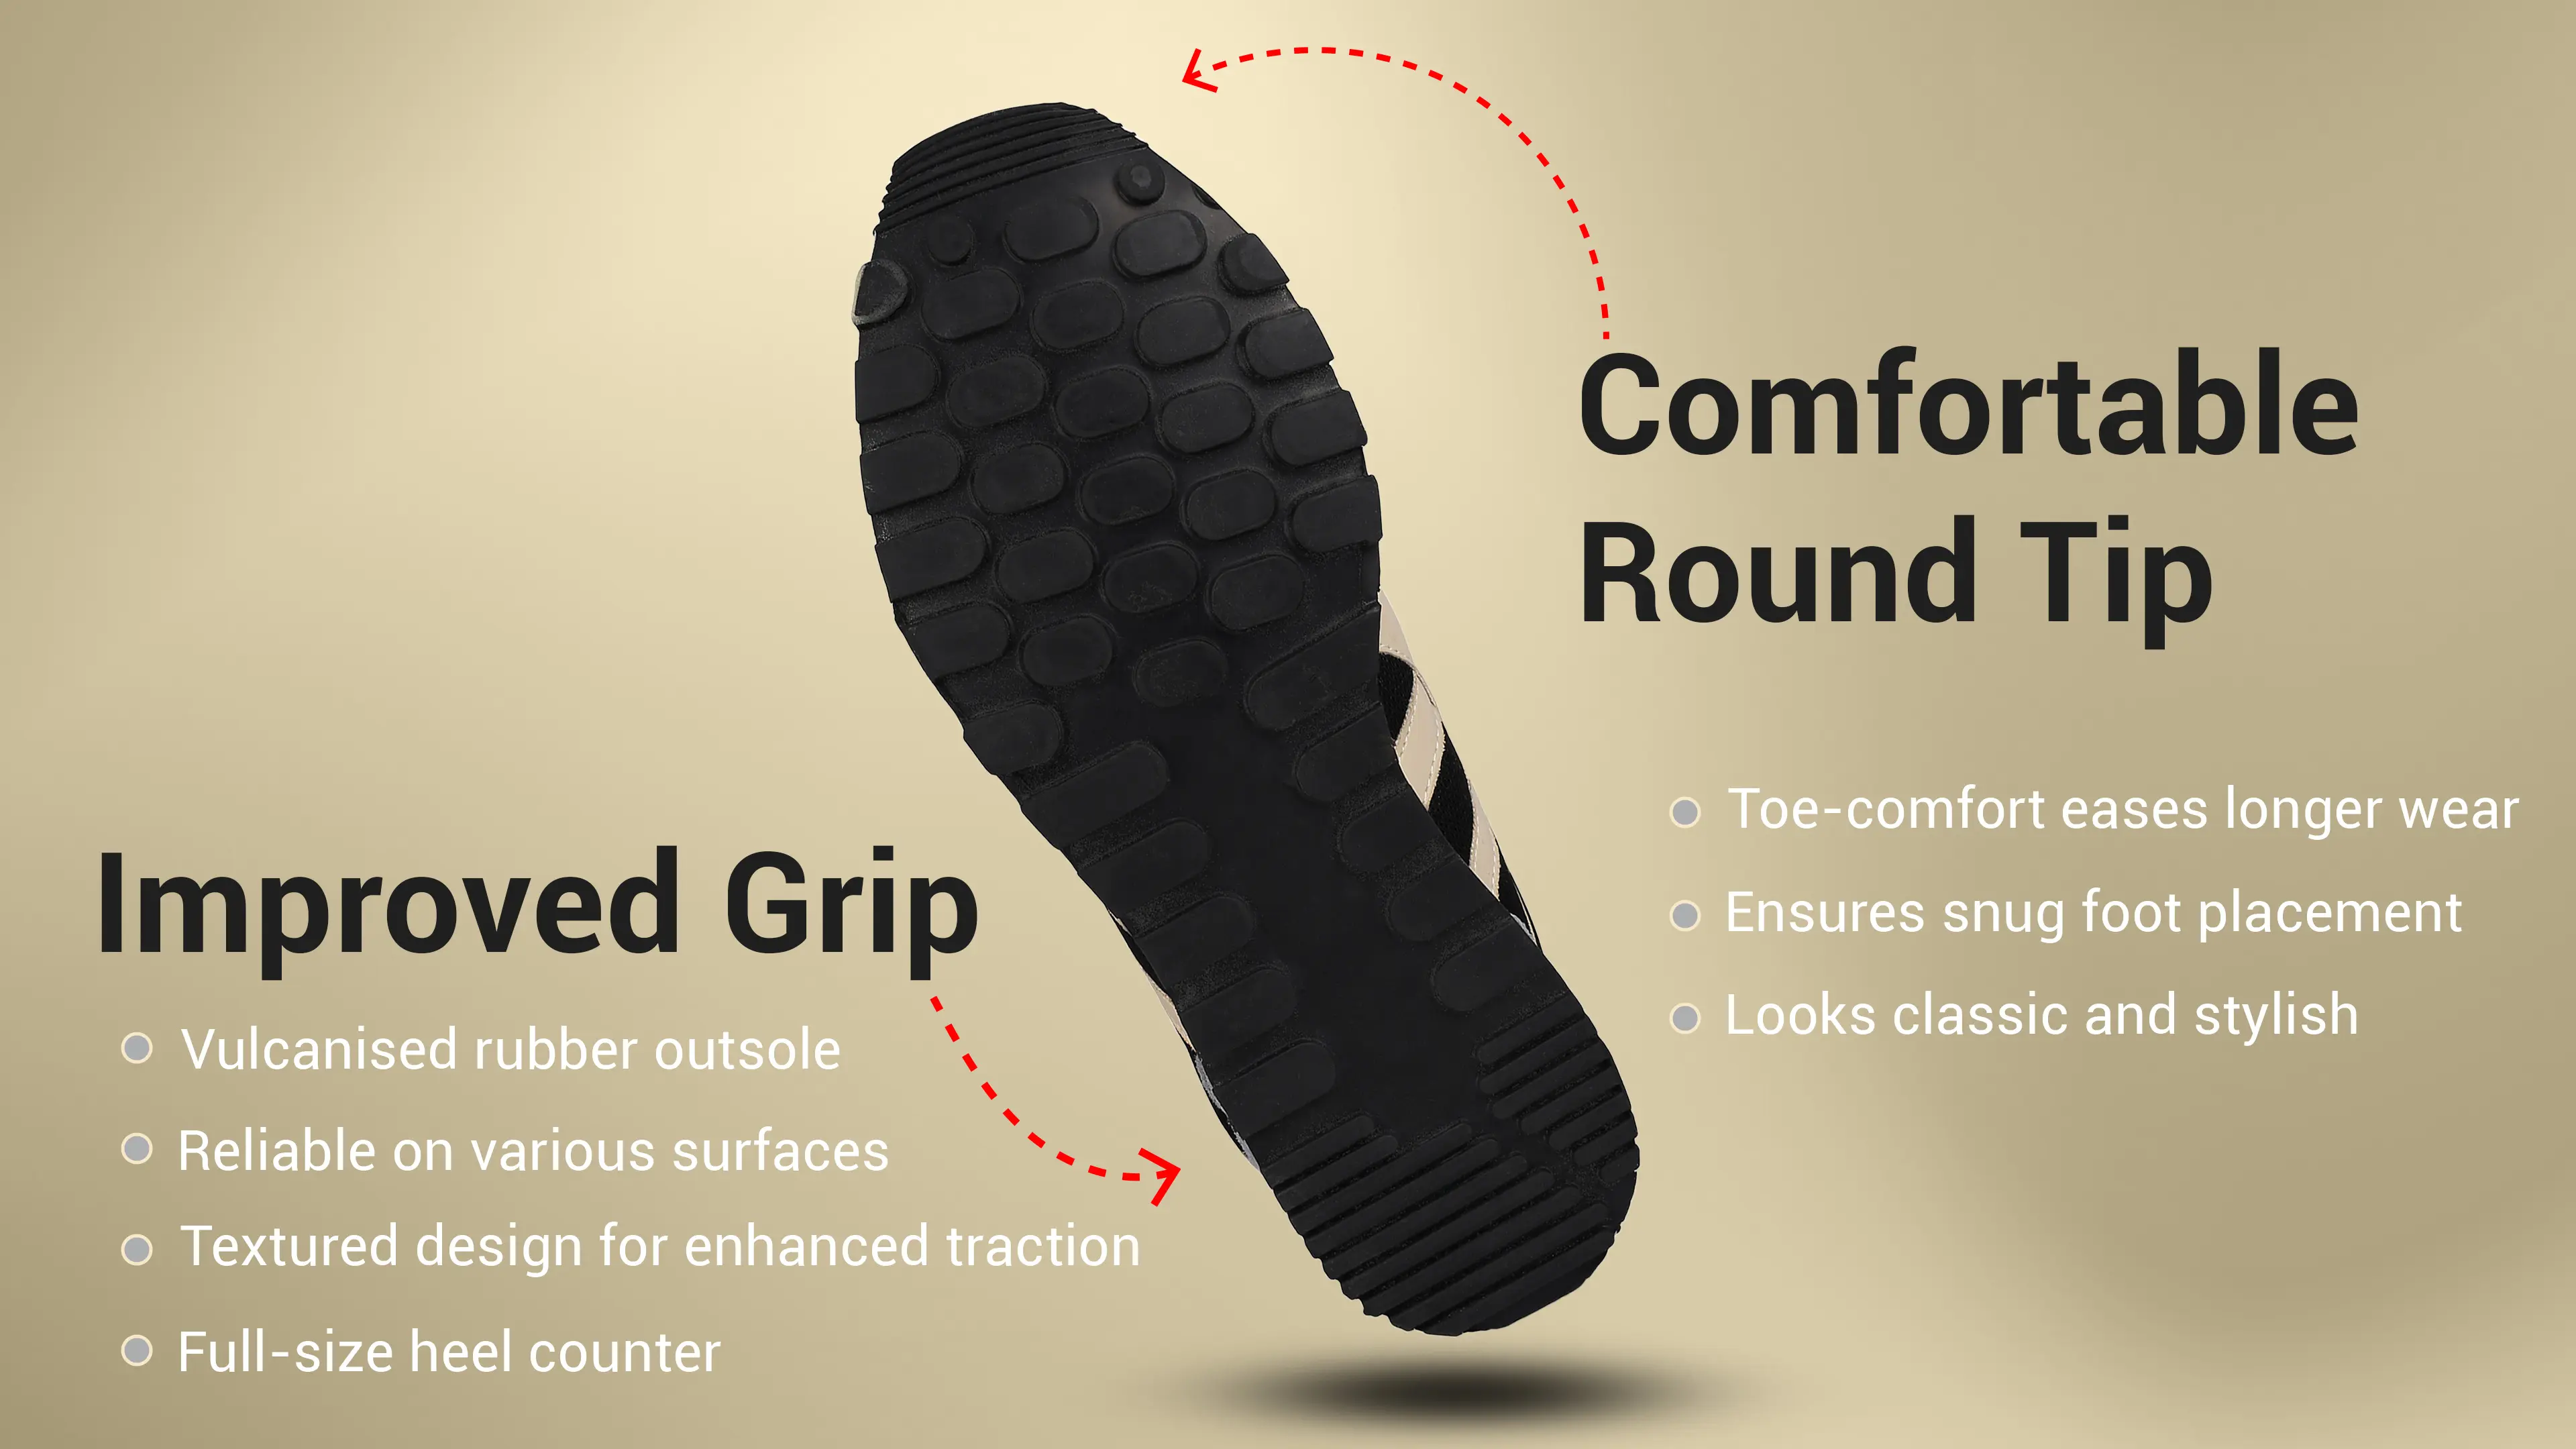 Comfortable
Round Tip
Toe-comfort eases longer wear
Ensures snug foot placement
Looks classic and stylish
Improved Grip
Vulcanised rubber outsole
Reliable on various surfaces
Textured design for enhanced traction
Full-size heel counter